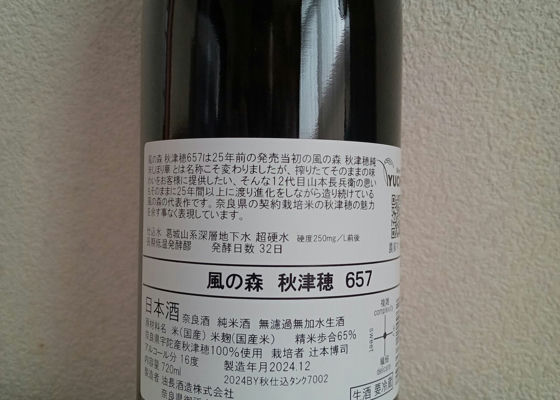 風の森 秋津穂657は25年前の発売当初の風の森 秋津穂純
米しぼり華 とは名称こそ変わりましたが、搾りたてそのままの味
わいをお客様に提供したい、そんな12代目山本長兵衛の思い
そのままに25年間以上に渡り進化をしながら造り続けている
風の森の代表作です。奈良県の契約栽培米の秋津穂の魅力
を余す事なく表現しています。
仕込水 葛城山系深層地下水 超硬水 硬度250mg/L前後
長期低温発酵醪 発酵日数 32日
風の森 秋津穂 657
日本酒 奈良酒 純米酒 無濾過無加水生酒
原材料名 米(国産) 米麹(国産) 精米歩合65%
奈良県宇陀産秋津穂100%使用 栽培者 辻本博司
アルコール分 16度 製造年月2024.12
内容量 720ml 2024BY秋仕込タンク7002
製造者 油長酒造株式会社
奈良県御所
YUCHO
complexity
sweet
生酒 要冷蔵